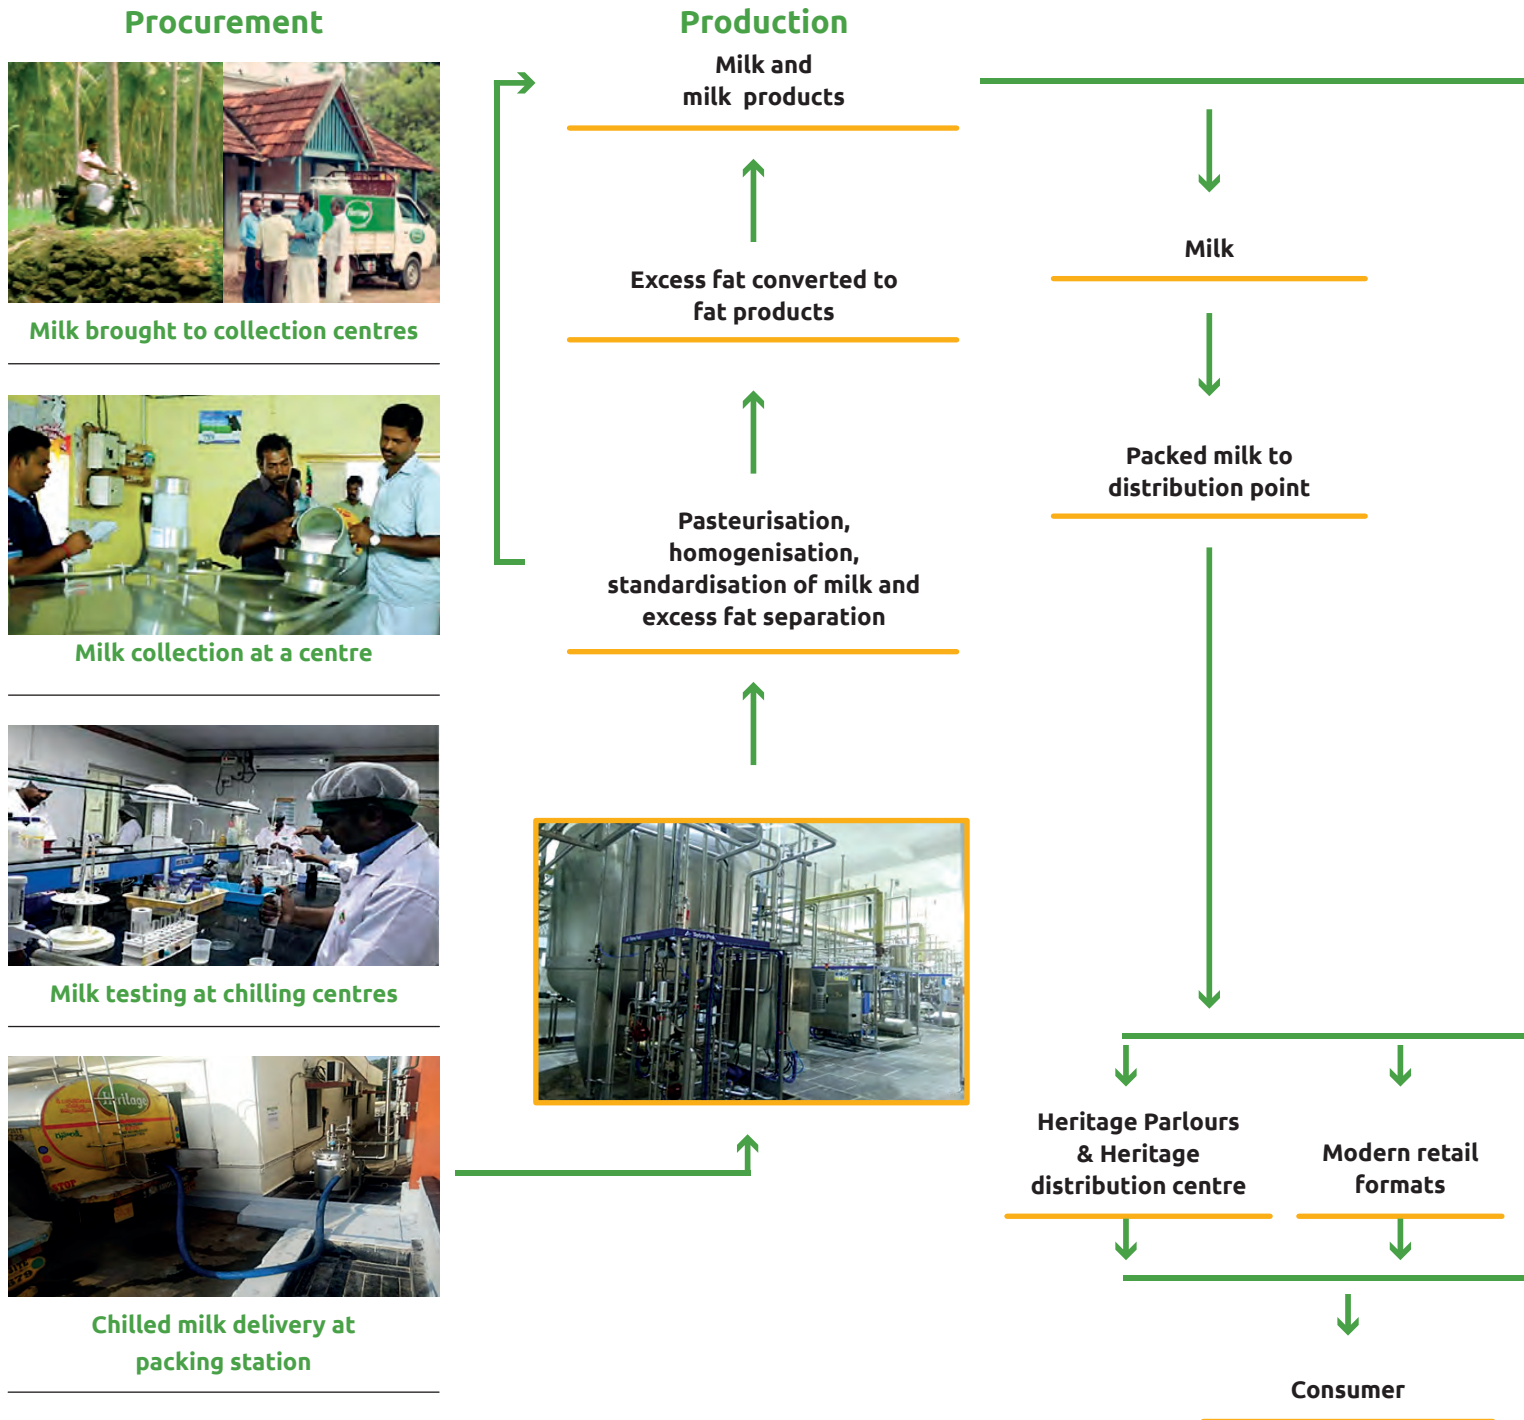 Procurement
Milk brought to collection centres
Milk collection at a centre
Milk testing at chilling centres
Heritage
Chilled milk delivery at
packing station
Production
Milk and
milk products
Excess fat converted to
fat products
Pasteurisation,
homogenisation,
standardisation of milk and
excess fat separation
Milk
Packed milk to
distribution point
Heritage Parlours
& Heritage
distribution centre
Modern retail
formats
Consumer